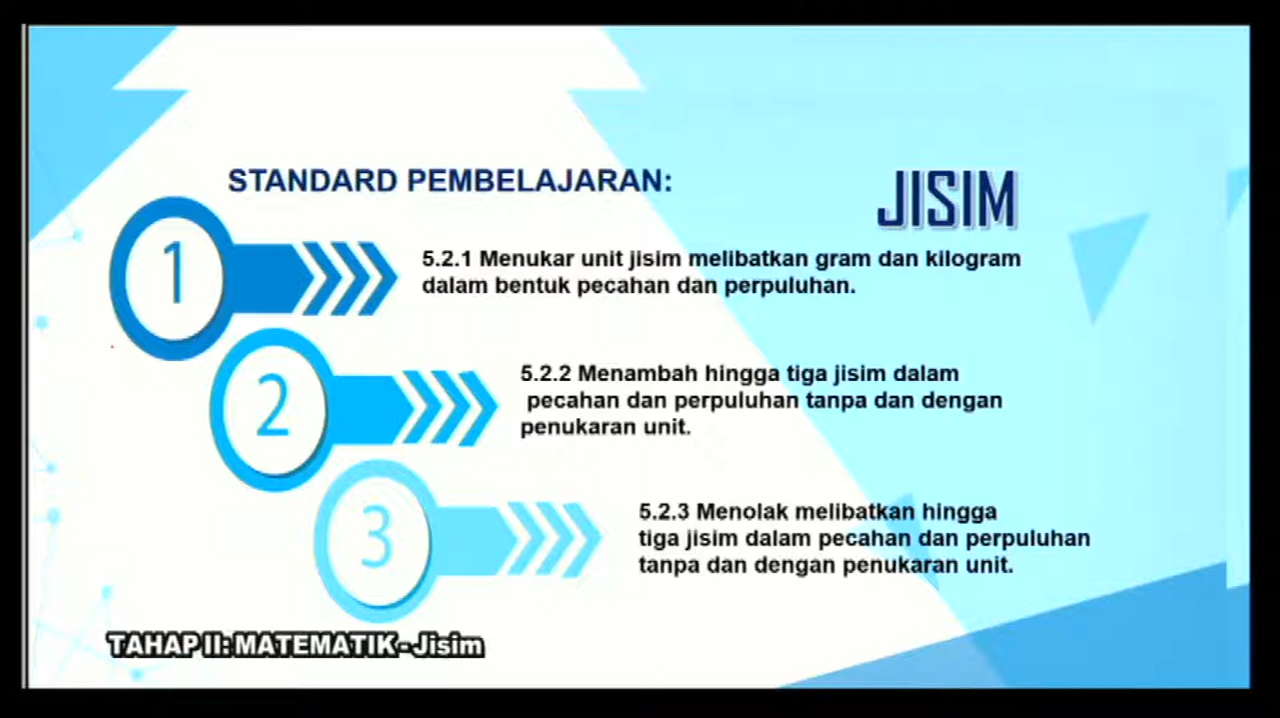 STANDARD PEMBELAJARAN:
JISIM
1
5.2.1 Menukar unit jisim melibatkan gram dan kilogram
dalam bentuk pecahan dan perpuluhan.
2
5.2.2 Menambah hingga tiga jisim dalam
pecahan dan perpuluhan tanpa dan dengan
penukaran unit.
3
5.2.3 Menolak melibatkan hingga
tiga jisim dalam pecahan dan perpuluhan
tanpa dan dengan penukaran unit.
TAHAP II: MATEMATIK - Jisim